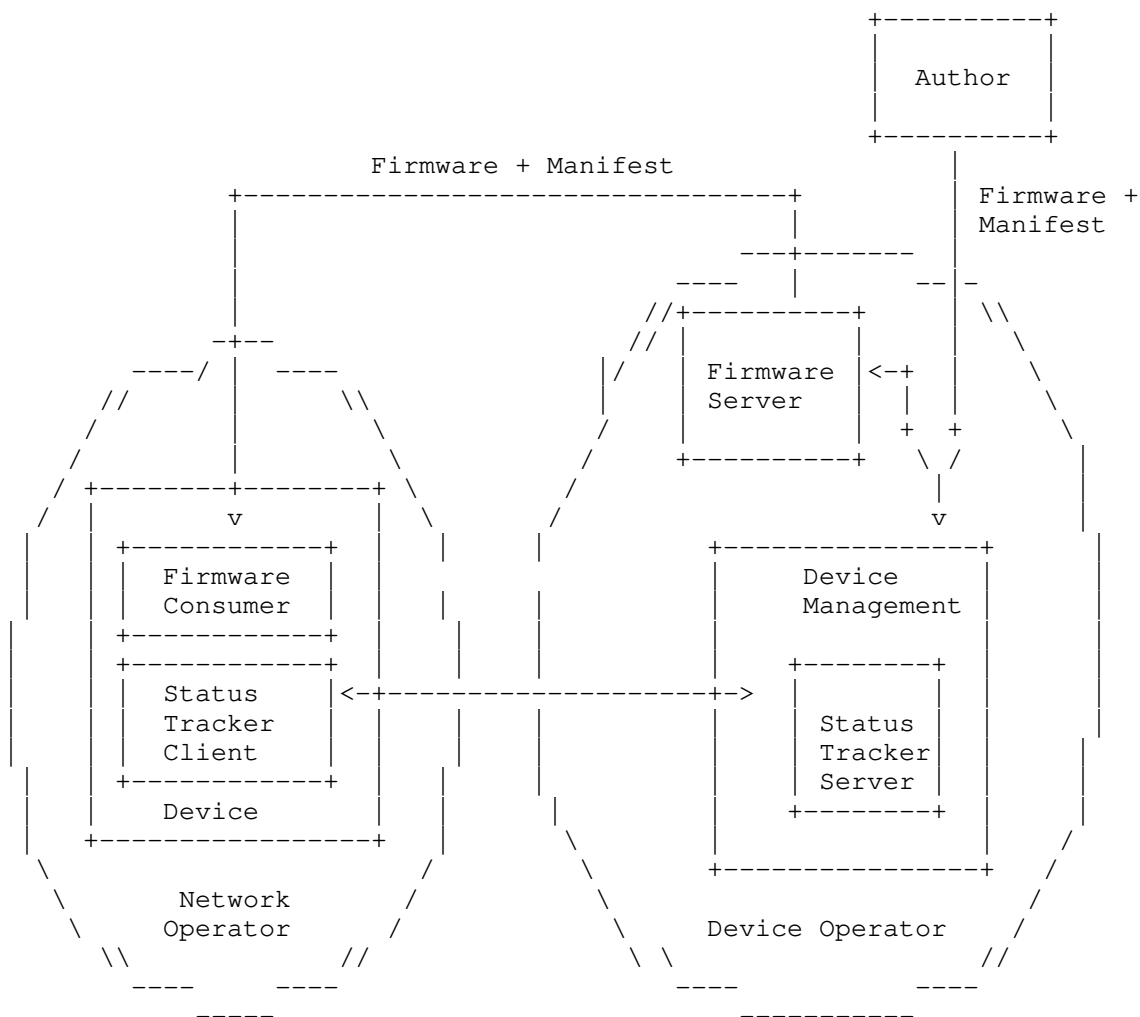 Author
Firmware + Manifest
Firmware +
Manifest
Firmware
Server
Firmware
Consumer
Device
Management
Status
Tracker
Client
Status
Tracker
Server
Device
Network
Operator
Device Operator